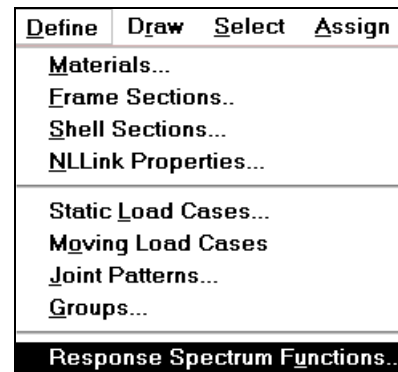 Define Draw Select Assign
Materials...
Frame Sections..
Shell Sections...
NLLink Properties...
Static Load Cases...
Moving Load Cases
Joint Patterns...
Groups...
Response Spectrum Functions..